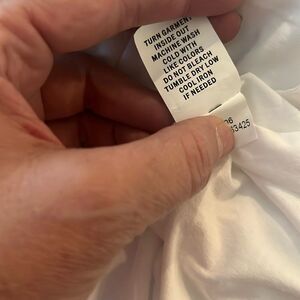 TURN GARMENT
INSIDE OUT
MACHINE WASH
COLD WITH
LIKE COLORS
DO NOT BLEACH
TUMBLE DRY LOW
COOL IRON
IF NEEDED